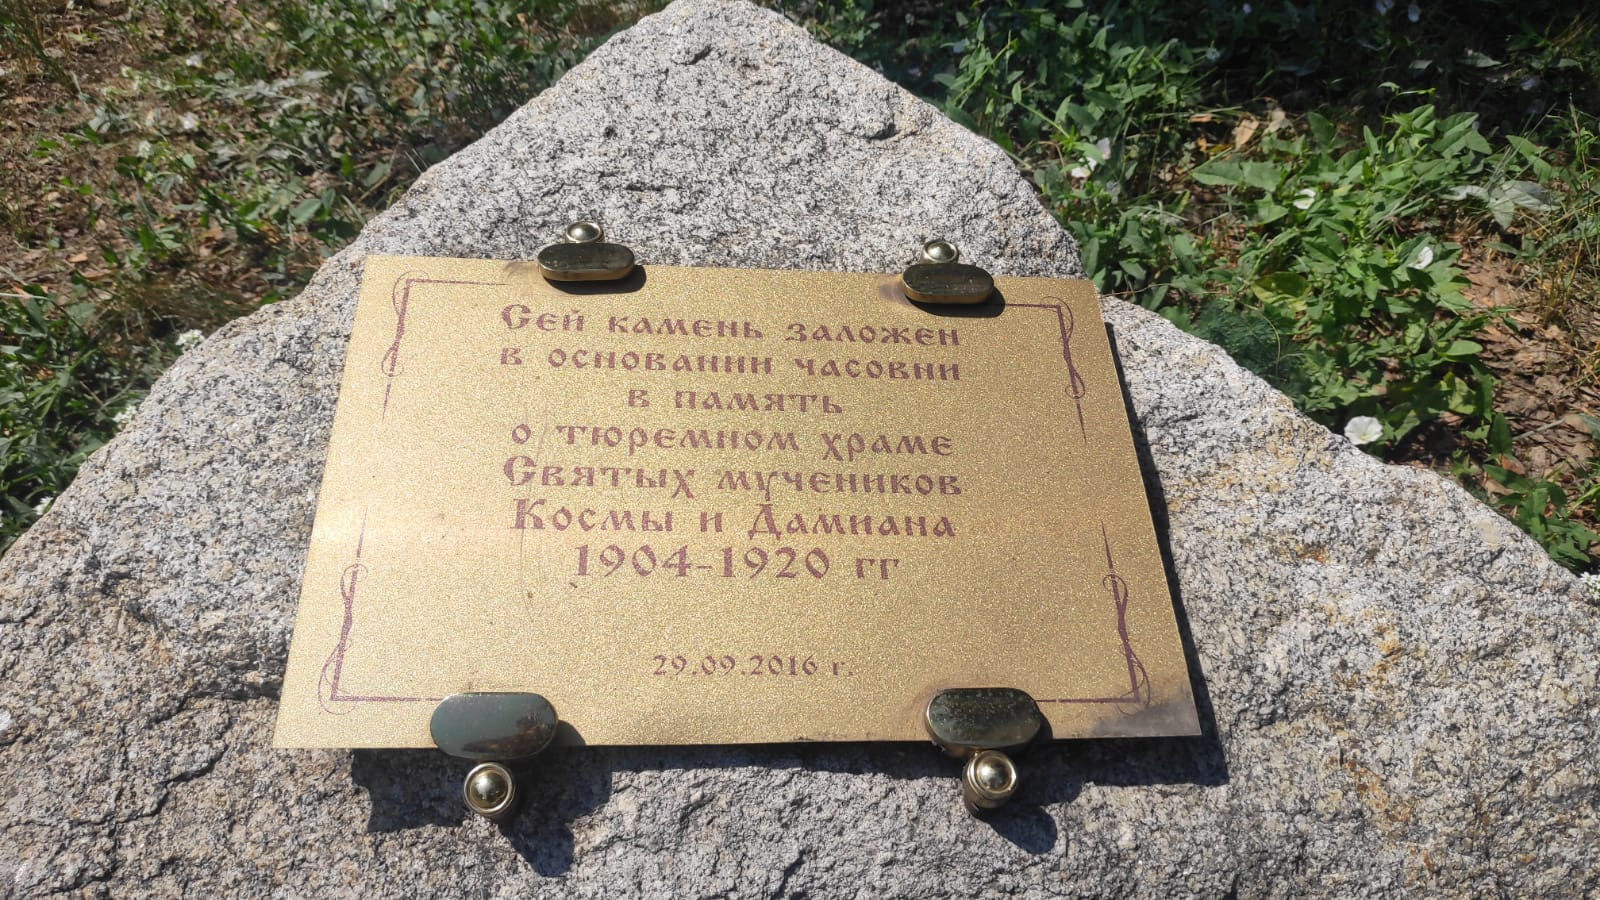 Сей камень заложен
в основании часовни
в память
о тюремном храме
Святых мучеников
Космы и Дамиана
1904-1920 гг
29.09.2016 г.